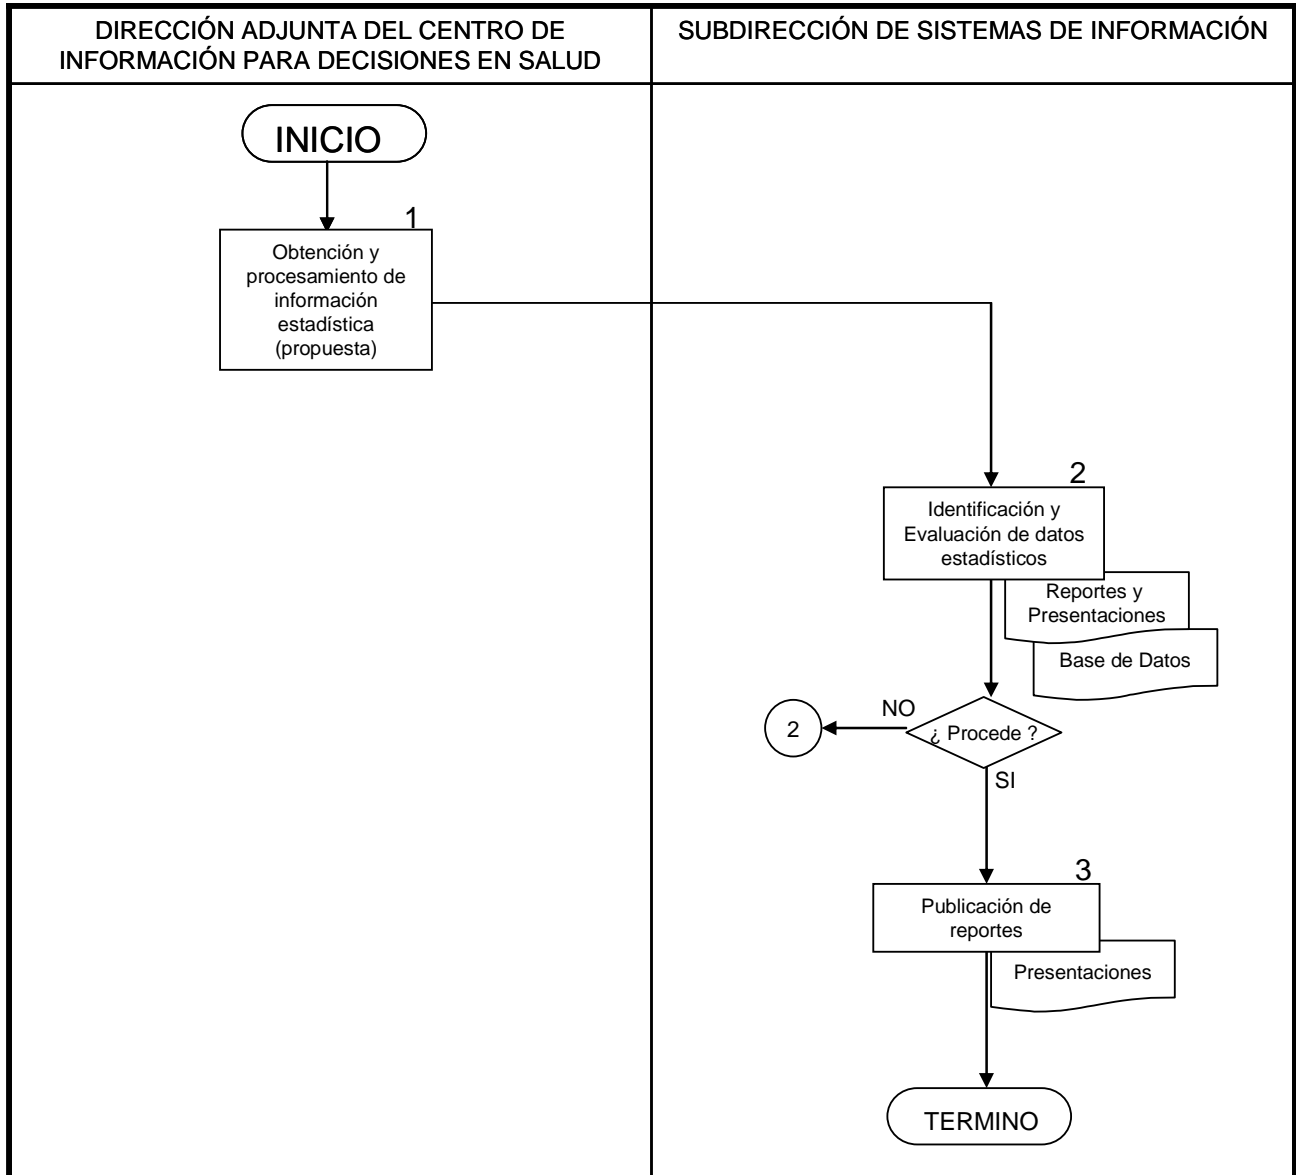 DIRECCIÓN ADJUNTA DEL CENTRO DE
INFORMACIÓN PARA DECISIONES EN SALUD
SUBDIRECCIÓN DE SISTEMAS DE INFORMACIÓN
INICIO
1
Obtención y
procesamiento de
información
estadística
(propuesta)
2
Identificación y
Evaluación de datos
estadísticos
Reportes y
Presentaciones
Base de Datos
NO
2
¿ Procede ?
SI
3
Publicación de
reportes
Presentaciones
TERMINO